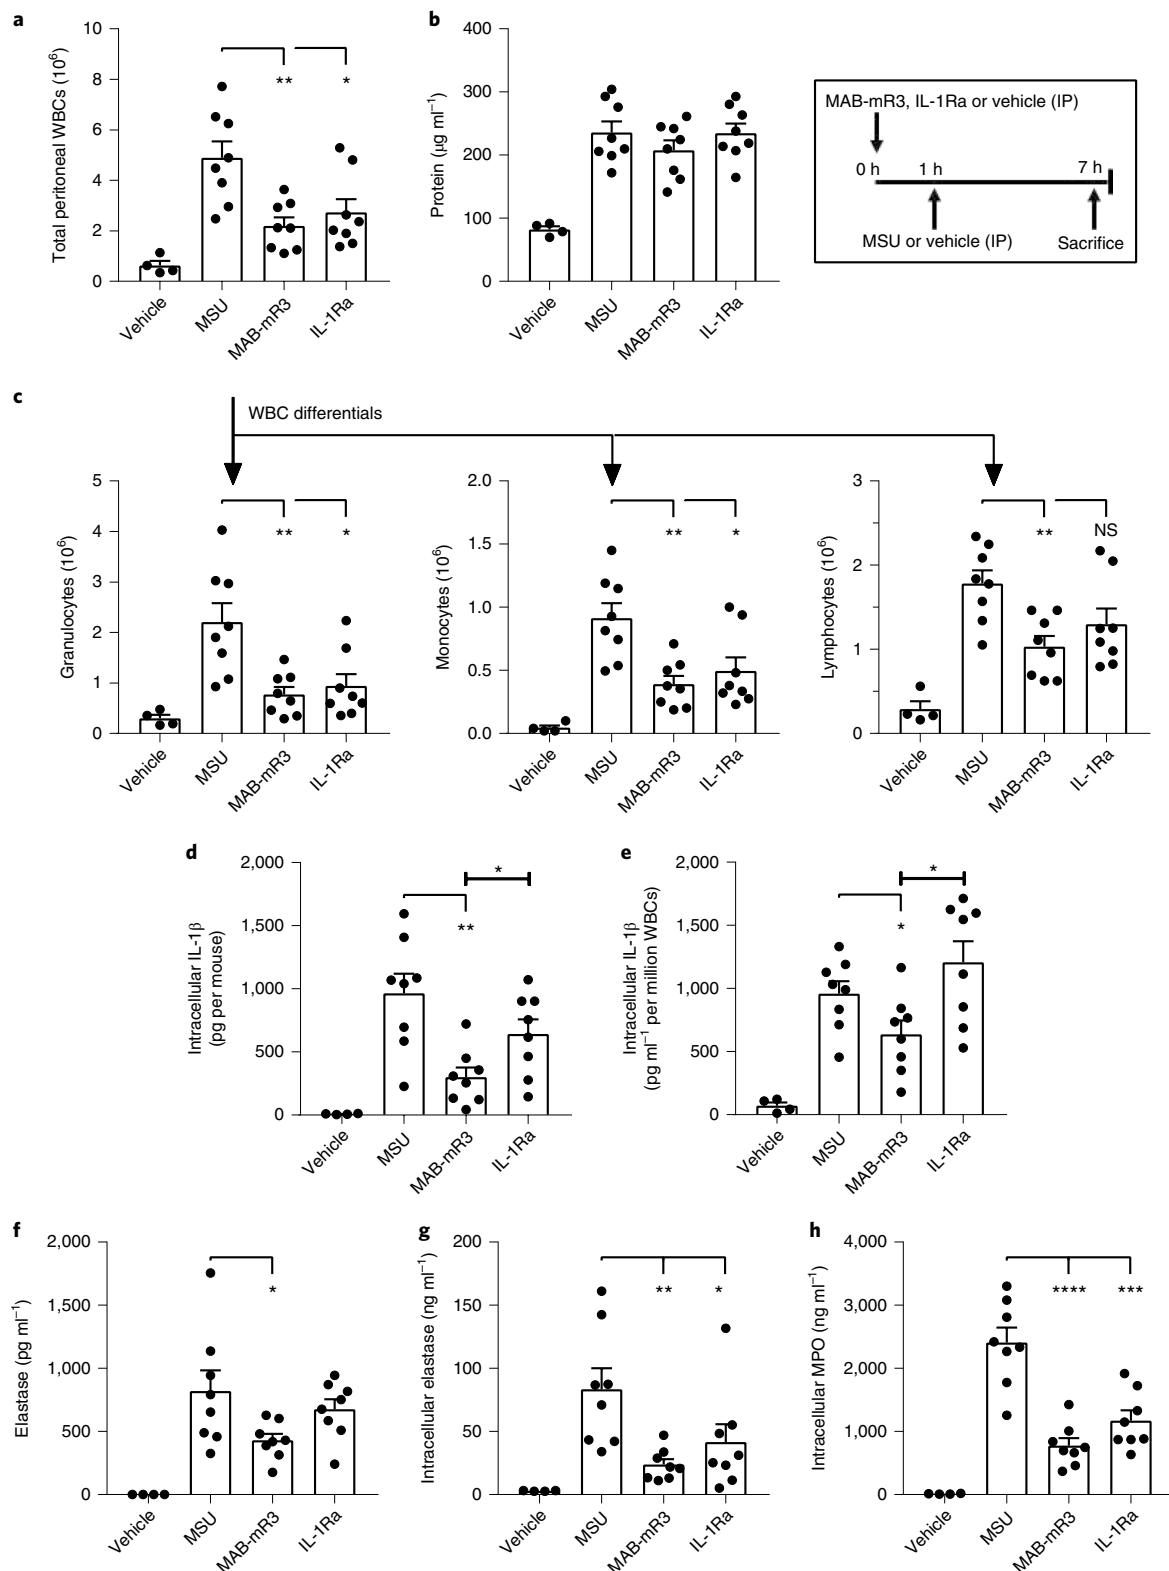 a
Total peritoneal WBCs (10⁶)
10
8
6
4
2
0
** *
Vehicle MSU MAB-mR3 IL-1Ra
b
Protein (μg ml⁻¹)
400
300
200
100
0
Vehicle MSU MAB-mR3 IL-1Ra
MAB-mR3, IL-1Ra or vehicle (IP)
0 h 1 h 7 h
MSU or vehicle (IP) Sacrifice
c
WBC differentials
Granulocytes (10⁶)
5
4
3
2
1
0
** *
Vehicle MSU MAB-mR3 IL-1Ra
Monocytes (10⁶)
2.0
1.5
1.0
0.5
0.0
** *
Vehicle MSU MAB-mR3 IL-1Ra
Lymphocytes (10⁶)
3
2
1
0
** NS
Vehicle MSU MAB-mR3 IL-1Ra
d
Intracellular IL-1β
(pg per mouse)
2,000
1,500
1,000
500
0
*
**
Vehicle MSU MAB-mR3 IL-1Ra
e
Intracellular IL-1β
(pg ml⁻¹ per million WBCs)
2,000
1,500
1,000
500
0
*
*
Vehicle MSU MAB-mR3 IL-1Ra
f
Elastase (pg ml⁻¹)
2,000
1,500
1,000
500
0
*
Vehicle MSU MAB-mR3 IL-1Ra
g
Intracellular elastase (ng ml⁻¹)
200
150
100
50
0
** *
Vehicle MSU MAB-mR3 IL-1Ra
h
Intracellular MPO (ng ml⁻¹)
4,000
3,000
2,000
1,000
0
**** ***
Vehicle MSU MAB-mR3 IL-1Ra